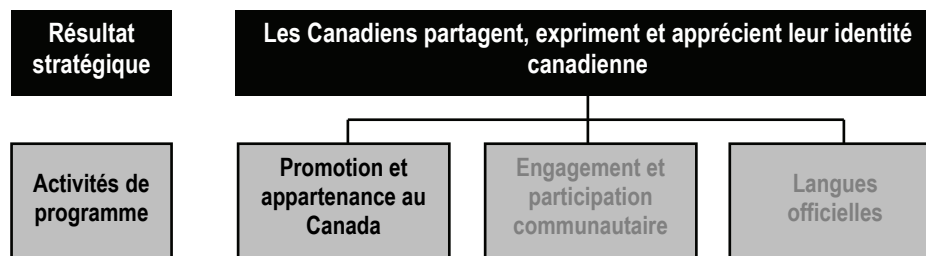 Résultat
stratégique
Les Canadiens partagent, expriment et apprécient leur identité
canadienne
Activités de
programme
Promotion et
appartenance au
Canada
Engagement et
participation
communautaire
Langues
officielles